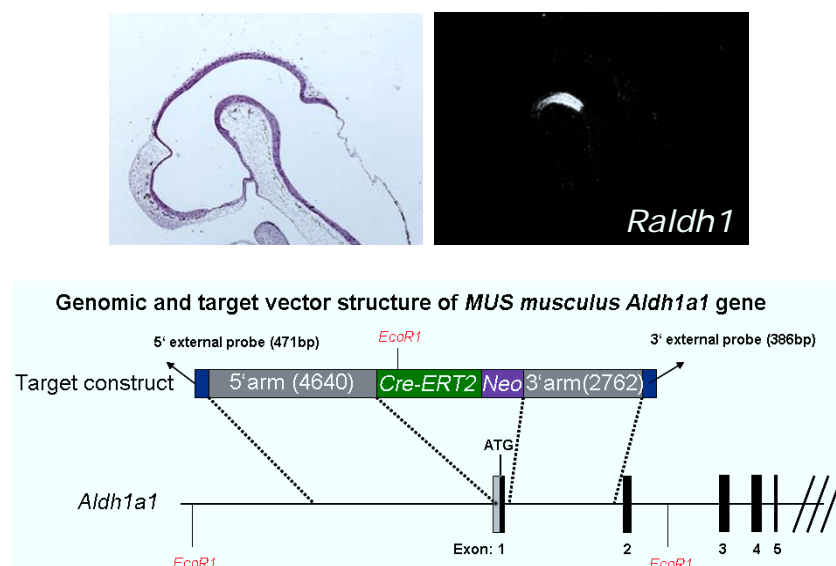 Raldh1
Genomic and target vector structure of MUS musculus Aldh1a1 gene
5' external probe (471bp)
EcoR1
3' external probe (386bp)
Target construct
5'arm (4640)
Cre-ERT2
Neo
3'arm(2762)
ATG
Aldh1a1
EcoR1
Exon: 1
2
EcoR1
3
4
5